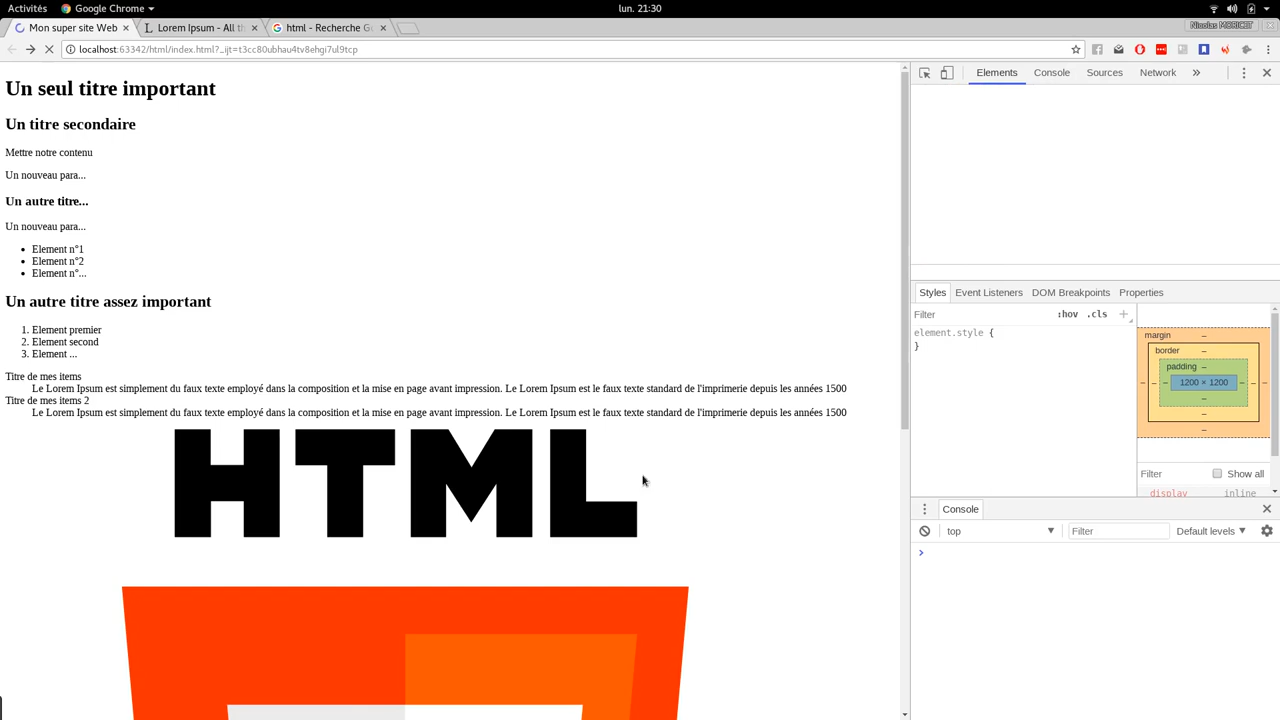 Activités
Google Chrome
lun. 21:30
Mon super site Web
Lorem Ipsum - All th
html - Recherche Go
Nicolas MORICET
localhost:63342/html/index.html?_ijt=t3cc80ubhau4tv8ehgi7ul9tcp
Un seul titre important
Un titre secondaire
Mettre notre contenu
Un nouveau para...
Un autre titre...
Un nouveau para...
Element n°1
Element n°2
Element n°...
Un autre titre assez important
1. Element premier
2. Element second
3. Element ...
Titre de mes items
Le Lorem Ipsum est simplement du faux texte employé dans la composition et la mise en page avant impression. Le Lorem Ipsum est le faux texte standard de l'imprimerie depuis les années 1500
Titre de mes items 2
Le Lorem Ipsum est simplement du faux texte employé dans la composition et la mise en page avant impression. Le Lorem Ipsum est le faux texte standard de l'imprimerie depuis les années 1500
HTML
Elements Console Sources Network »
Styles Event Listeners DOM Breakpoints Properties
Filter :hov .cls +
element.style {
}
margin –
border –
padding –
– – – 1200 × 1200 – – –
–
–
–
Filter Show all
display inline
Console
top Filter Default levels